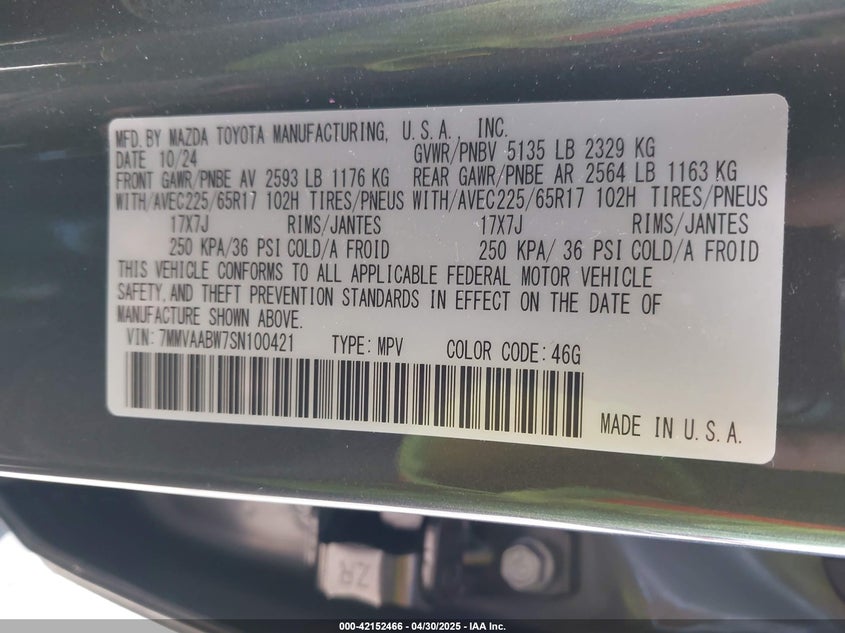 MFD. BY MAZDA TOYOTA MANUFACTURING, U.S.A., INC.
DATE 10/24 GVWR/PNBV 5135 LB 2329 KG
FRONT GAWR/PNBE AV 2593 LB 1176 KG REAR GAWR/PNBE AR 2564 LB 1163 KG
WITH/AVEC225/65R17 102H TIRES/PNEUS WITH/AVEC225/65R17 102H TIRES/PNEUS
17X7J RIMS/JANTES 17X7J RIMS/JANTES
250 KPA/36 PSI COLD/A FROID 250 KPA/ 36 PSI COLD/A FROID
THIS VEHICLE CONFORMS TO ALL APPLICABLE FEDERAL MOTOR VEHICLE
SAFETY, AND THEFT PREVENTION STANDARDS IN EFFECT ON THE DATE OF
MANUFACTURE SHOWN ABOVE.
VIN: 7MMVAABW7SN100421 TYPE: MPV COLOR CODE: 46G
MADE IN U.S.A.
ZR
000-42152466 - 04/30/2025 - IAA Inc.